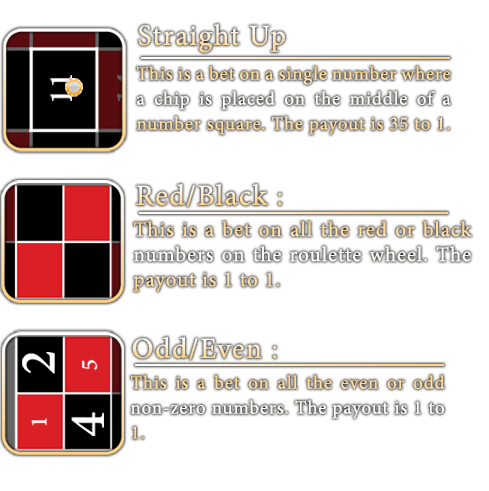 Straight Up
This is a bet on a single number where
a chip is placed on the middle of a
number square. The payout is 35 to 1.
11
Red/Black :
This is a bet on all the red or black
numbers on the roulette wheel. The
payout is 1 to 1.
Odd/Even :
This is a bet on all the even or odd
non-zero numbers. The payout is 1 to
1.
2 5
1 4